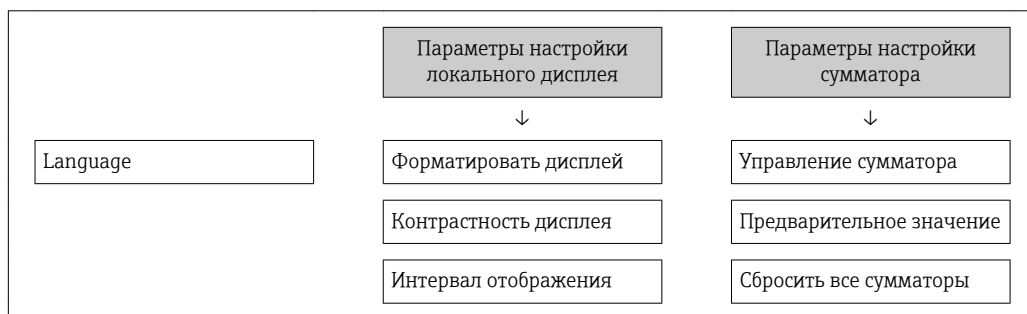 Параметры настройки
локального дисплея
Параметры настройки
сумматора
↓
↓
Language
Форматировать дисплей
Управление сумматора
Контрастность дисплея
Предварительное значение
Интервал отображения
Сбросить все сумматоры